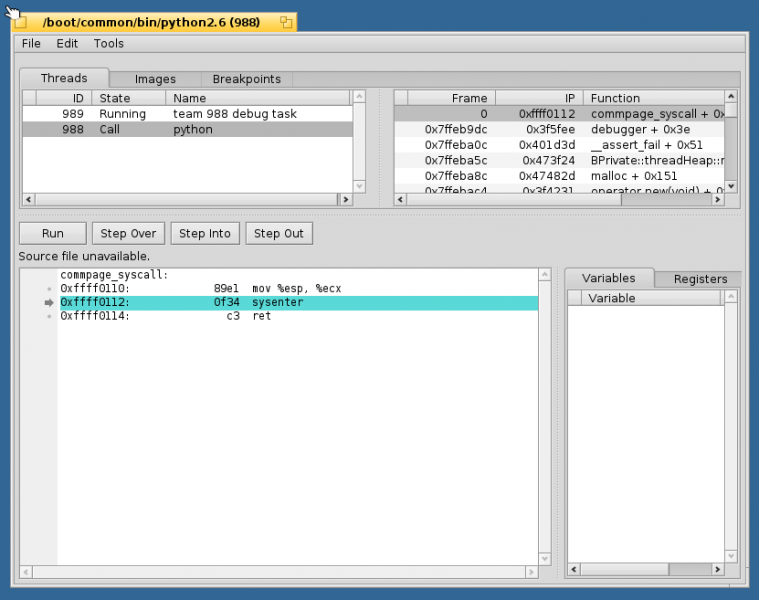 /boot/common/bin/python2.6 (988)
File Edit Tools
Threads Images Breakpoints
ID State Name
989 Running team 988 debug task
988 Call python
Frame IP Function
0 0xffff0112 commpage_syscall + 0x
0x7ffeb9dc 0x3f5fee debugger + 0x3e
0x7ffeba0c 0x401d3d __assert_fail + 0x51
0x7ffeba5c 0x473f24 BPrivate::threadHeap::r
0x7ffeba8c 0x47482d malloc + 0x151
0x7ffebac4 0x3f4231 operator new(void) + 0
Run Step Over Step Into Step Out
Source file unavailable.
commpage_syscall:
0xffff0110: 89e1 mov %esp, %ecx
0xffff0112: 0f34 sysenter
0xffff0114: c3 ret
Variables Registers
Variable